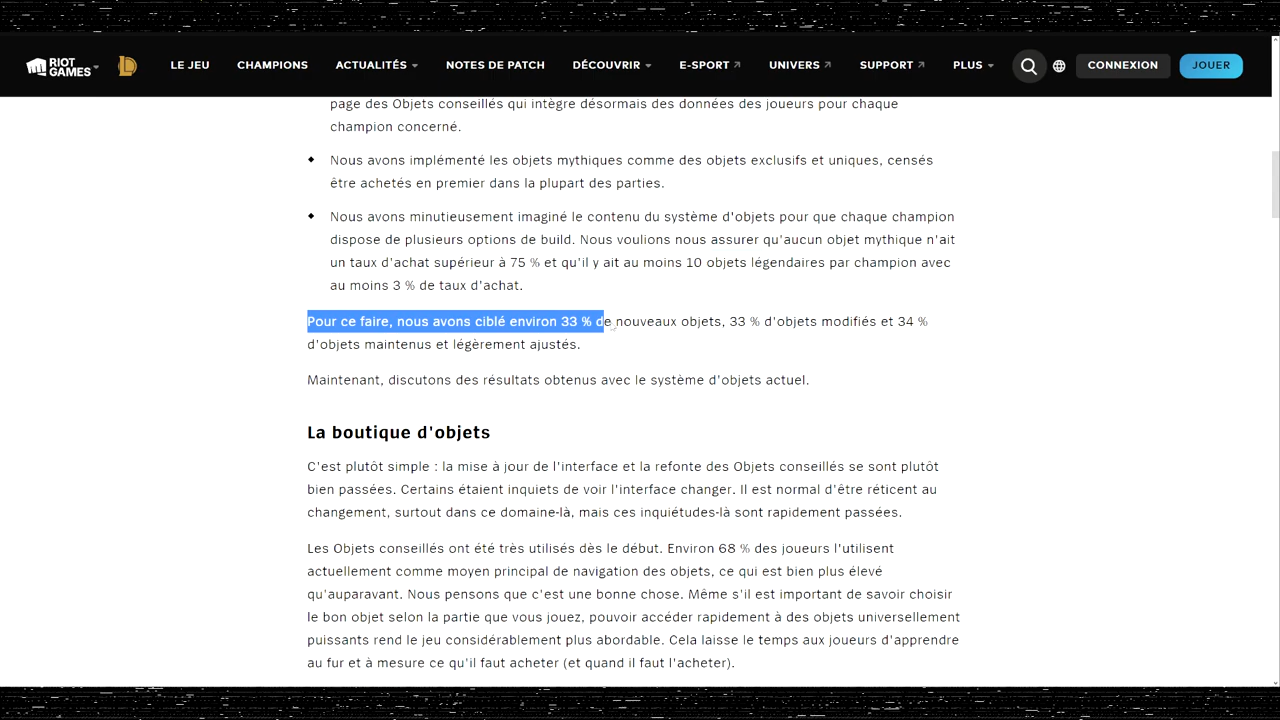 RIOT GAMES
LE JEU CHAMPIONS ACTUALITÉS NOTES DE PATCH DÉCOUVRIR E-SPORT UNIVERS SUPPORT PLUS CONNEXION JOUER
page des Objets conseillés qui intègre désormais des données des joueurs pour chaque
champion concerné.
Nous avons implémenté les objets mythiques comme des objets exclusifs et uniques, censés
être achetés en premier dans la plupart des parties.
Nous avons minutieusement imaginé le contenu du système d'objets pour que chaque champion
dispose de plusieurs options de build. Nous voulions nous assurer qu'aucun objet mythique n'ait
un taux d'achat supérieur à 75 % et qu'il y ait au moins 10 objets légendaires par champion avec
au moins 3 % de taux d'achat.
Pour ce faire, nous avons ciblé environ 33 % de nouveaux objets, 33 % d'objets modifiés et 34 %
d'objets maintenus et légèrement ajustés.
Maintenant, discutons des résultats obtenus avec le système d'objets actuel.
La boutique d'objets
C'est plutôt simple : la mise à jour de l'interface et la refonte des Objets conseillés se sont plutôt
bien passées. Certains étaient inquiets de voir l'interface changer. Il est normal d'être réticent au
changement, surtout dans ce domaine-là, mais ces inquiétudes-là sont rapidement passées.
Les Objets conseillés ont été très utilisés dès le début. Environ 68 % des joueurs l'utilisent
actuellement comme moyen principal de navigation des objets, ce qui est bien plus élevé
qu'auparavant. Nous pensons que c'est une bonne chose. Même s'il est important de savoir choisir
le bon objet selon la partie que vous jouez, pouvoir accéder rapidement à des objets universellement
puissants rend le jeu considérablement plus abordable. Cela laisse le temps aux joueurs d'apprendre
au fur et à mesure ce qu'il faut acheter (et quand il faut l'acheter).